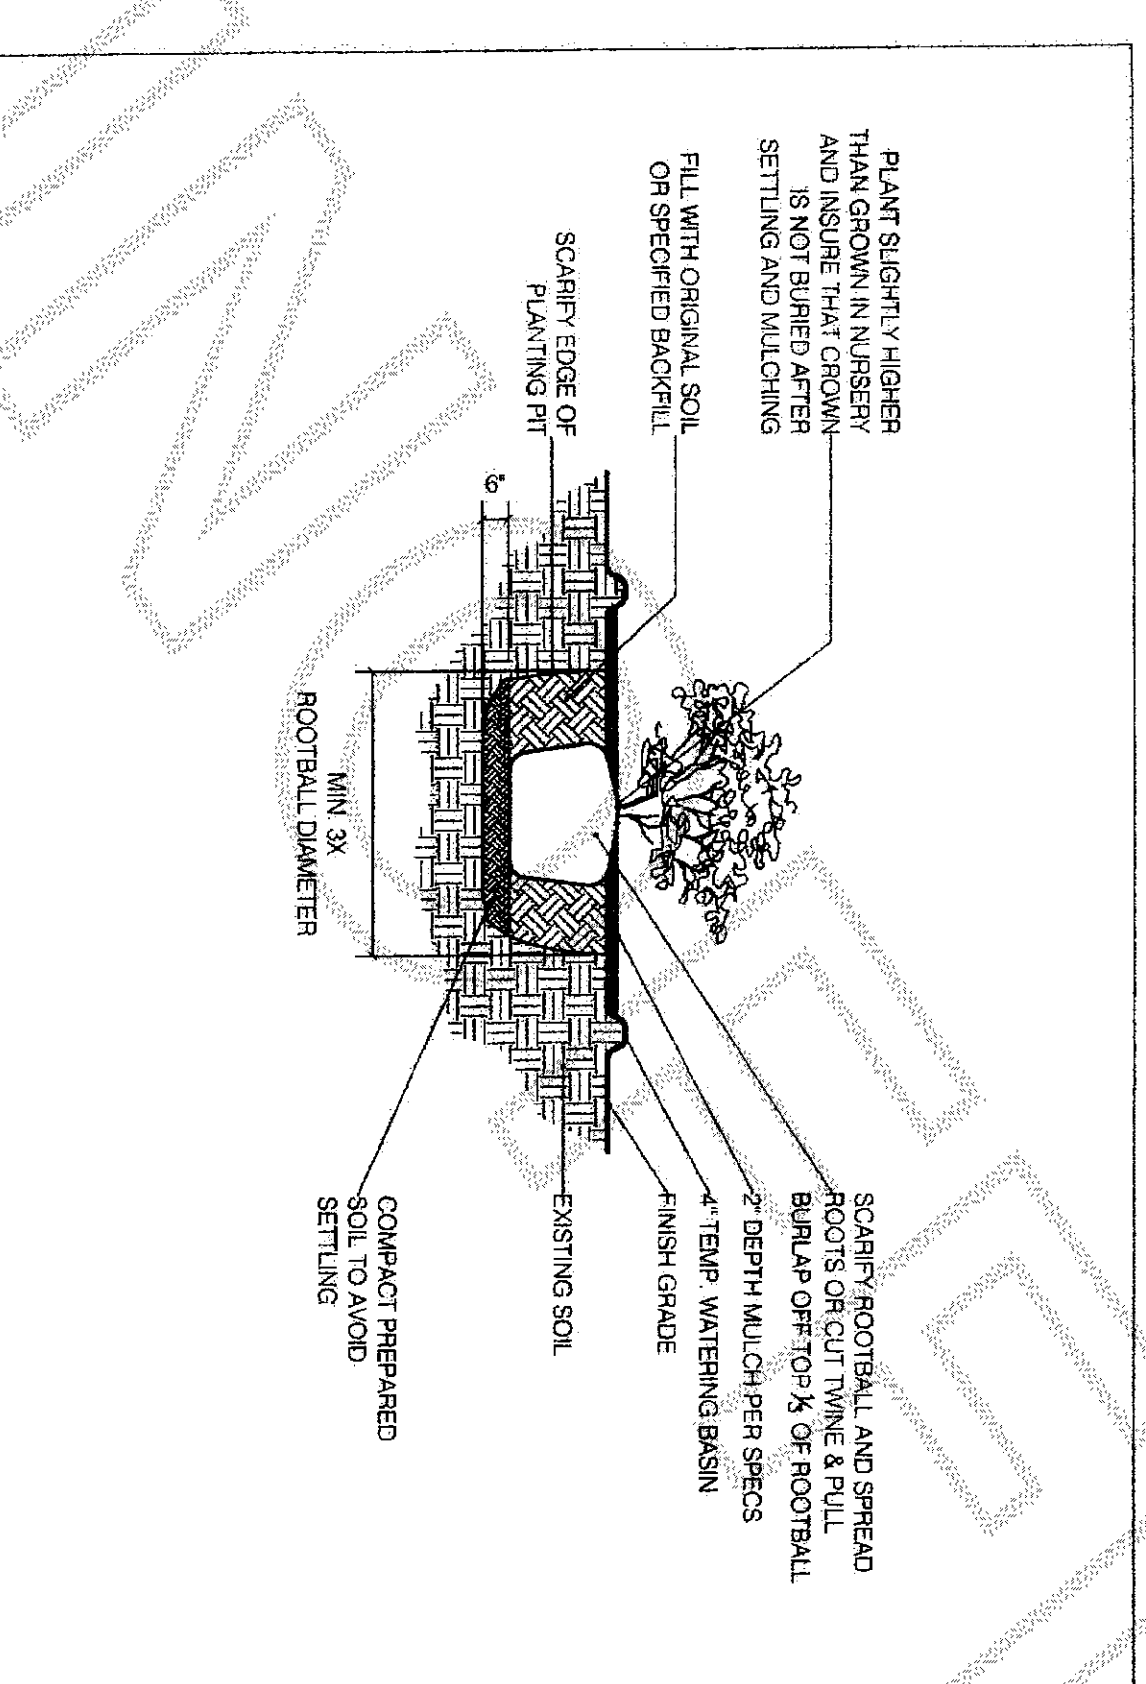 PLANT SLIGHTLY HIGHER
THAN GROWN IN NURSERY
AND INSURE THAT CROWN
IS NOT BURIED AFTER
SETTLING AND MULCHING
FILL WITH ORIGINAL SOIL
OR SPECIFIED BACKFILL
SCARIFY EDGE OF
PLANTING PIT
6"
MIN. 3X
ROOTBALL DIAMETER
SCARIFY ROOTBALL AND SPREAD
ROOTS OR CUT TWINE & PULL
BURLAP OFF TOP ⅓ OF ROOTBALL
2" DEPTH MULCH PER SPECS
4" TEMP. WATERING BASIN
FINISH GRADE
EXISTING SOIL
COMPACT PREPARED
SOIL TO AVOID
SETTLING